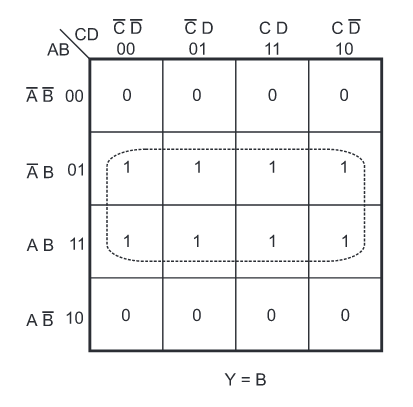 CD C̅ D̅ C̅ D C D C D̅
AB 00 01 11 10
A̅ B̅ 00 0 0 0 0
A̅ B 01 1 1 1 1
A B 11 1 1 1 1
A B̅ 10 0 0 0 0
Y = B